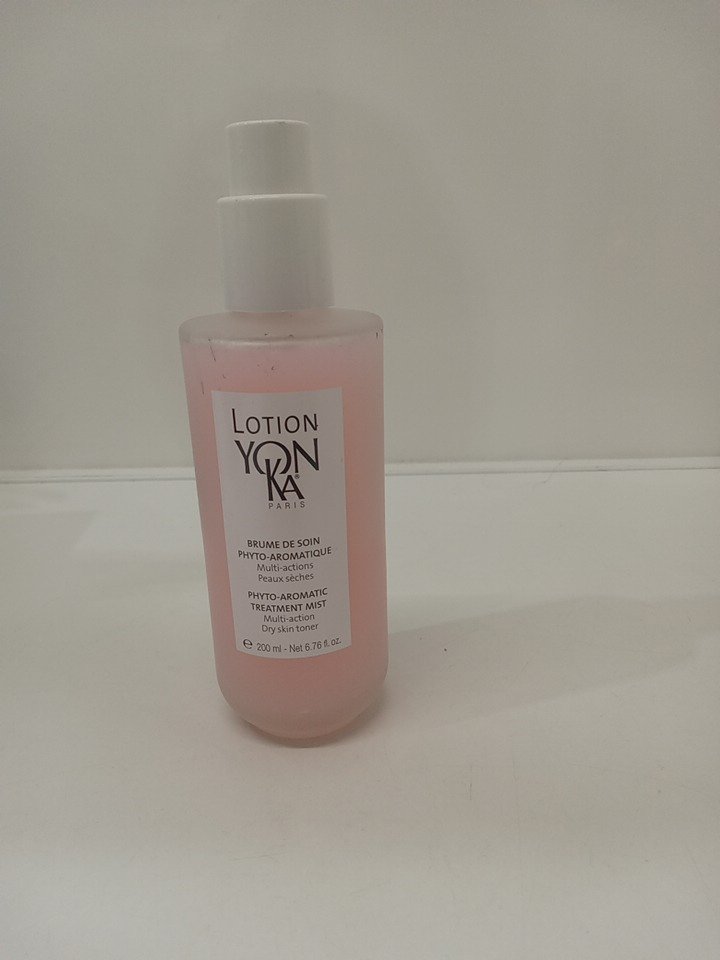 LOTION
YON
KA®
PARIS
BRUME DE SOIN
PHYTO-AROMATIQUE
Multi-actions
Peaux sèches
PHYTO-AROMATIC
TREATMENT MIST
Multi-action
Dry skin toner
℮ 200 ml - Net 6.76 fl. oz.